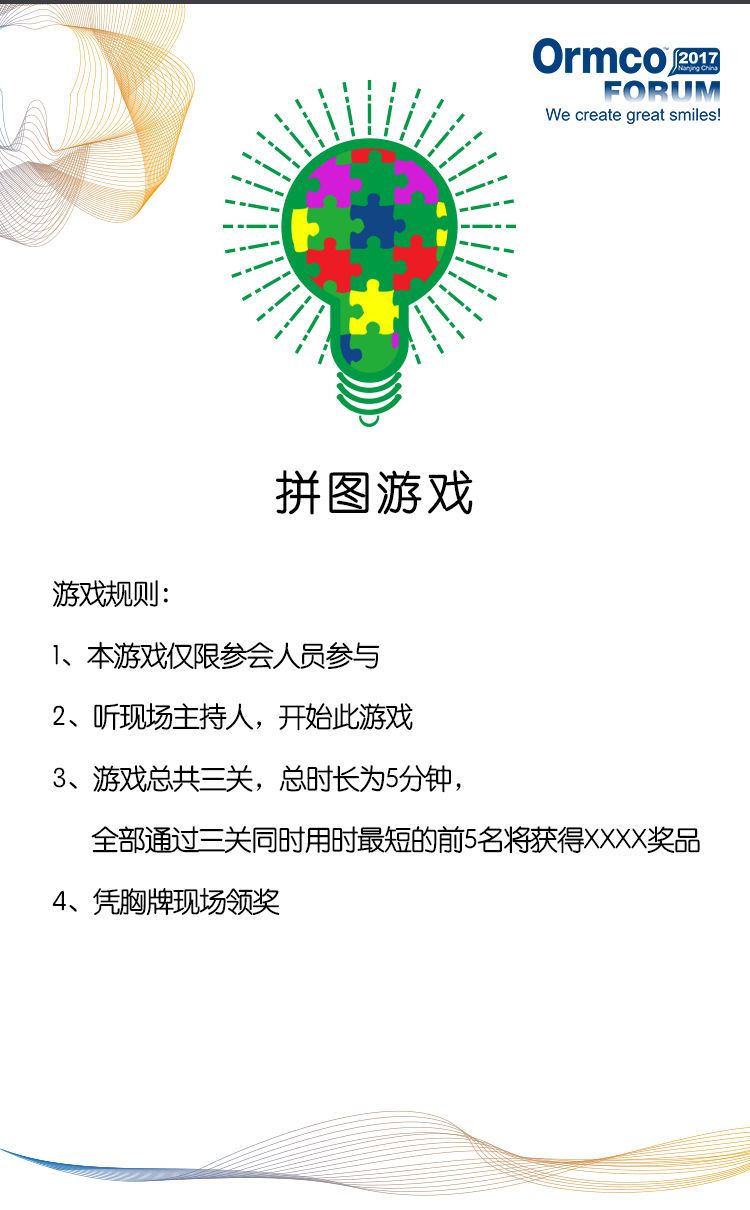 Ormco™ 2017
Nanjing China
FORUM
We create great smiles!
拼图游戏
游戏规则：
1、本游戏仅限参会人员参与
2、听现场主持人，开始此游戏
3、游戏总共三关，总时长为5分钟，
全部通过三关同时用时最短的前5名将获得XXXX奖品
4、凭胸牌现场领奖